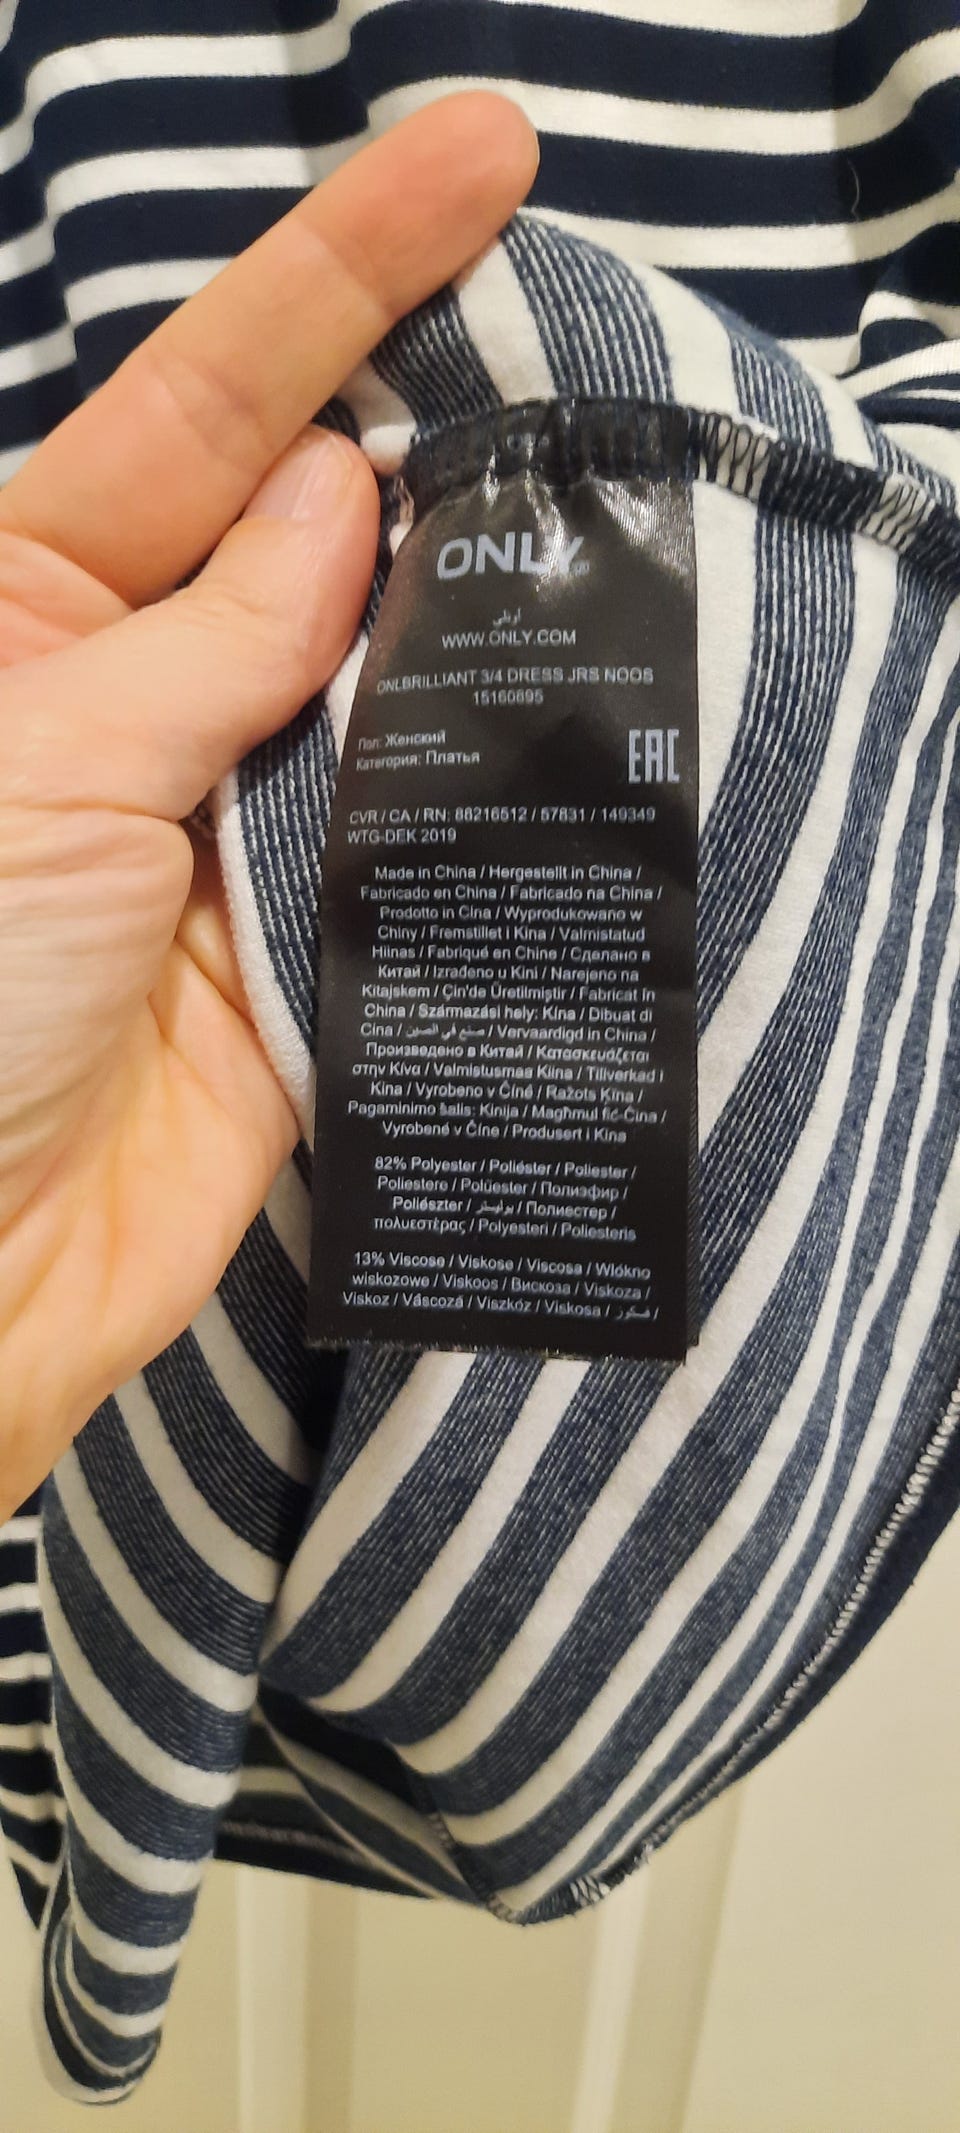 ONLY
أونلي
WWW.ONLY.COM
ONLBRILLIANT 3/4 DRESS JRS NOOS
15160895
Пол: Женский
Категория: Платья
EAC
CVR / CA / RN: 88216512 / 57831 / 149349
WTG-DEK 2019
Made in China / Hergestellt in China /
Fabricado en China / Fabricado na China /
Prodotto in Cina / Wyprodukowano w
Chiny / Fremstillet i Kina / Valmistatud
Hiinas / Fabriqué en Chine / Сделано в
Китай / Izrađeno u Kini / Narejeno na
Kitajskem / Çin'de Üretilmiştir / Fabricat în
China / Származási hely: Kína / Dibuat di
Cina / صنع في الصين / Vervaardigd in China /
Произведено в Китай / Κατασκευάζεται
στην Κίνα / Valmistusmaa Kiina / Tillverkad i
Kina / Vyrobeno v Číně / Ražots Ķīna /
Pagaminimo šalis: Kinija / Magħmul fiċ-Ċina /
Vyrobené v Číne / Produsert i Kina
82% Polyester / Poliéster / Poliester /
Poliestere / Polüester / Полиэфир /
Poliészter / بوليستر / Полиестер /
πολυεστέρας / Polyesteri / Poliesteris
13% Viscose / Viskose / Viscosa / Włókno
wiskozowe / Viskoos / Вискоза / Viskoza /
Viskoz / Vâscoză / Viszkóz / Viskosa / فسكوز /